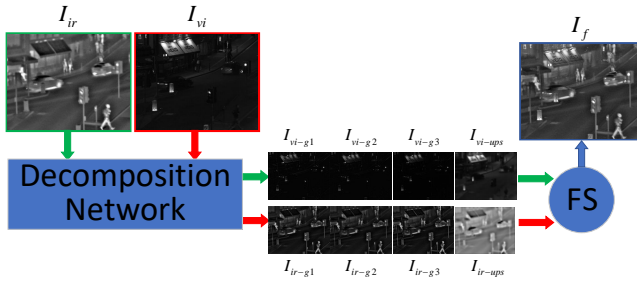 I_ir
I_vi
I_f
I_vi-g1 I_vi-g2 I_vi-g3 I_vi-ups
Decomposition
Network
FS
I_ir-g1 I_ir-g2 I_ir-g3 I_ir-ups